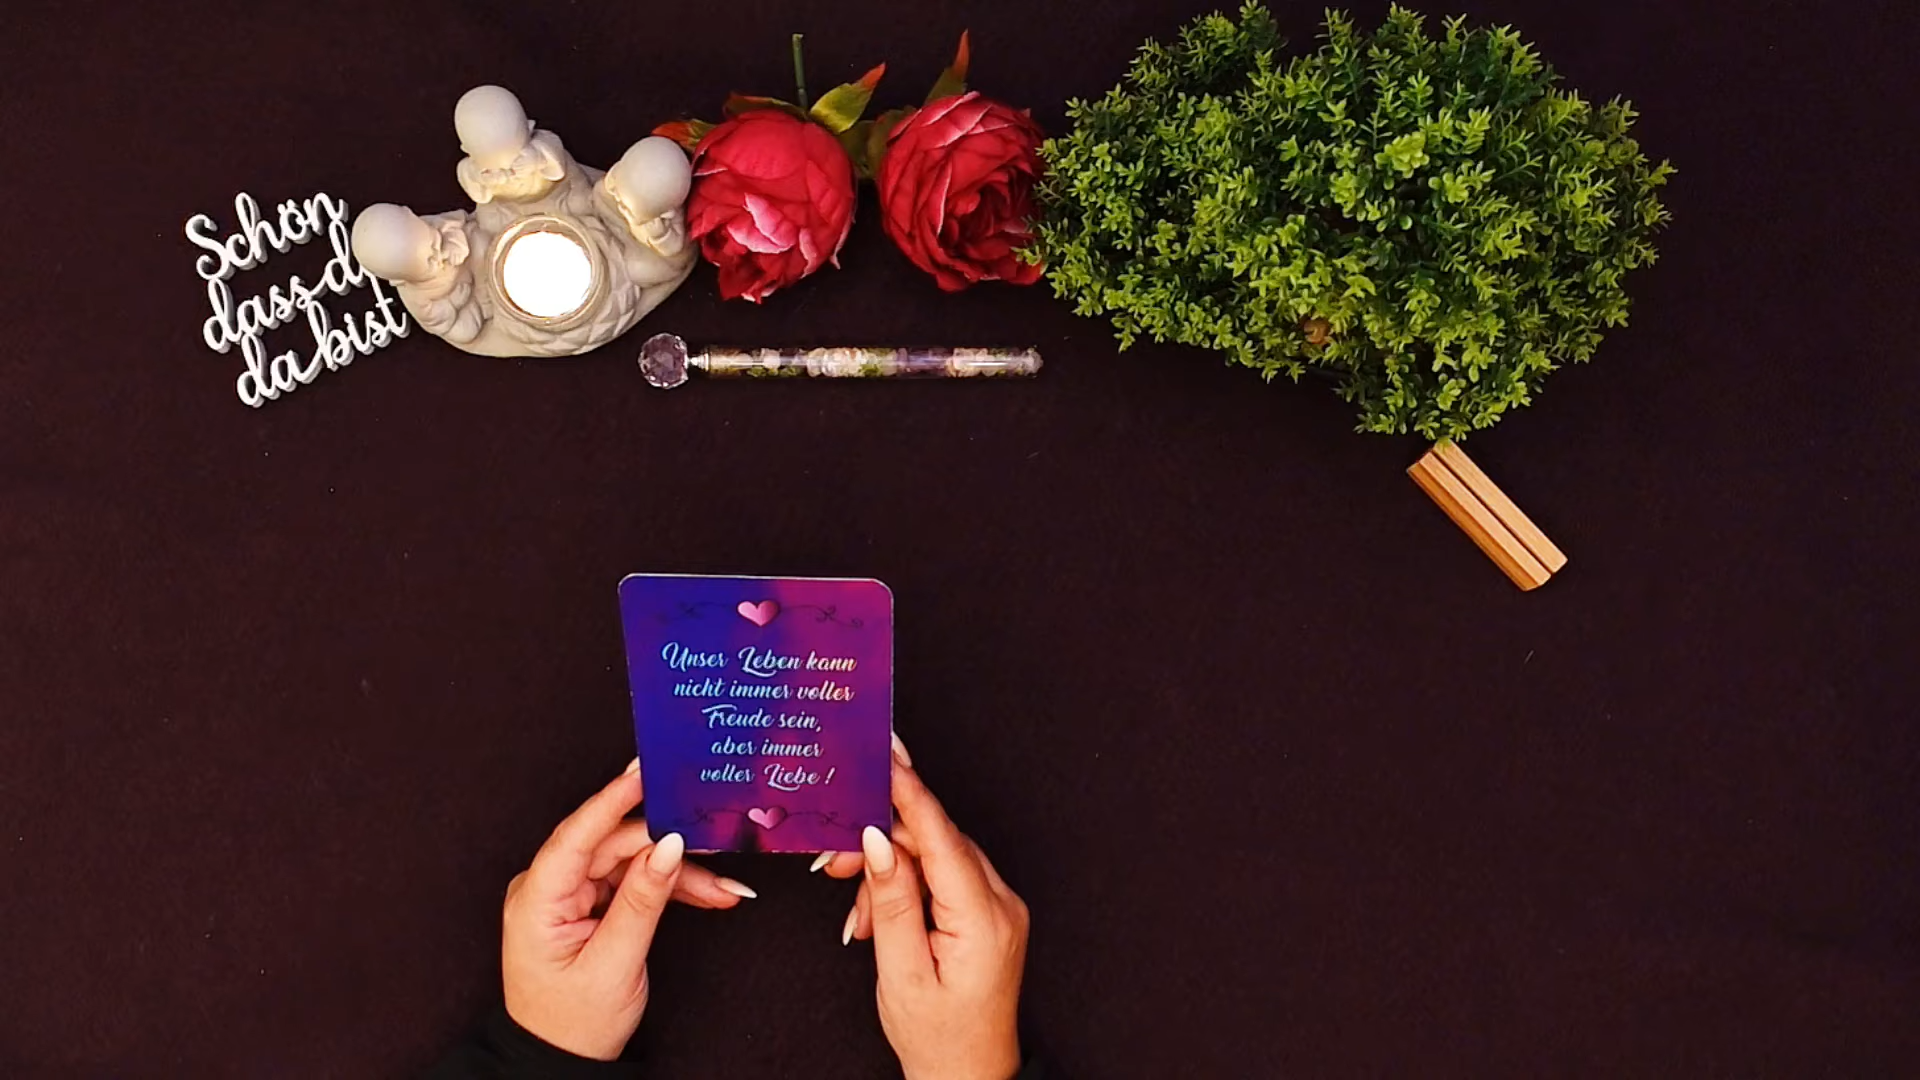 Schön
dass du
da bist
Unser Leben kann
nicht immer voller
Freude sein,
aber immer
voller Liebe !